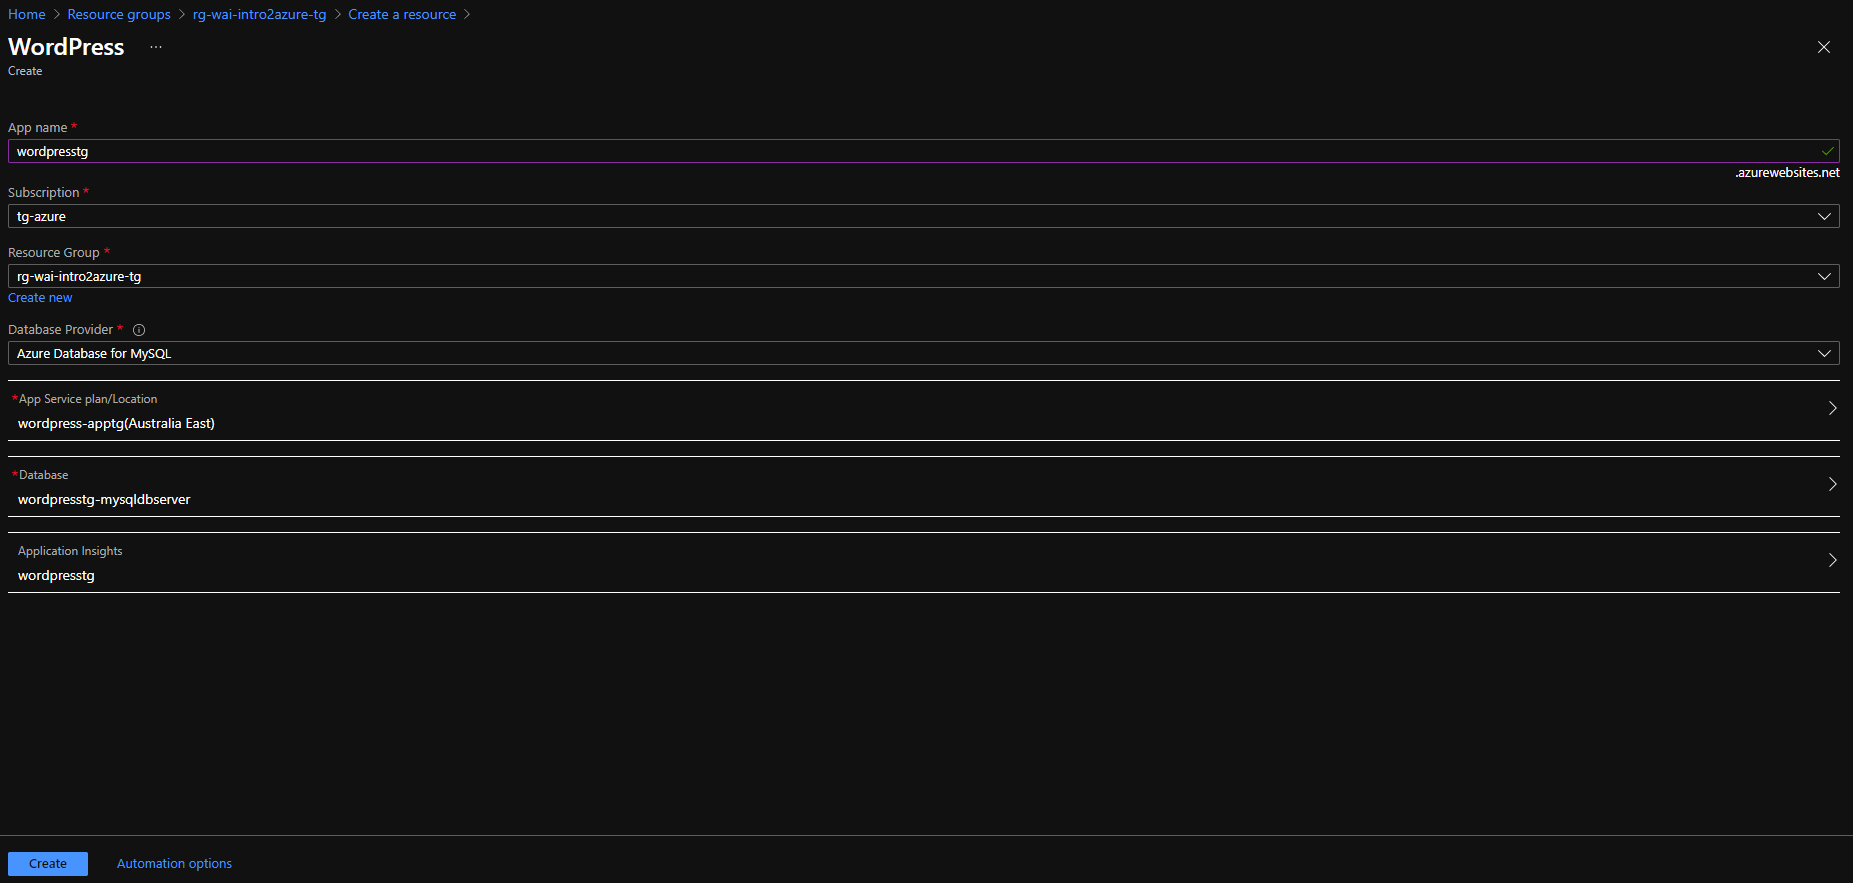 Home > Resource groups > rg-wai-intro2azure-tg > Create a resource >
WordPress ...
Create
App name *
wordpresstg
.azurewebsites.net
Subscription *
tg-azure
Resource Group *
rg-wai-intro2azure-tg
Create new
Database Provider *
Azure Database for MySQL
*App Service plan/Location
wordpress-apptg(Australia East)
*Database
wordpresstg-mysqldbserver
Application Insights
wordpresstg
Create Automation options